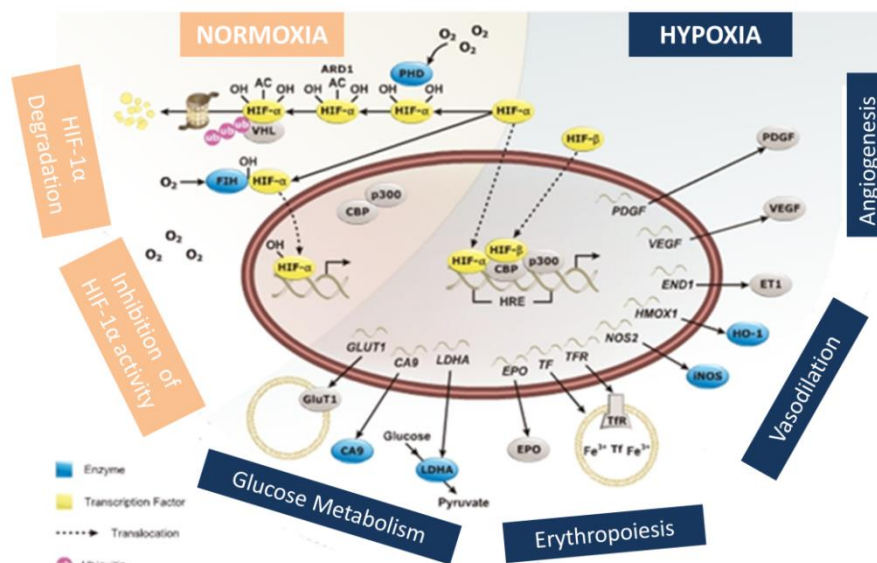 NORMOXIA
HYPOXIA
O₂
O₂
O₂
O₂
PHD
ARD1
OH AC OH
OH AC OH
OH OH
HIF-α
HIF-α
HIF-α
HIF-α
ub ub ub
VHL
HIF-1α
Degradation
HIF-β
O₂
FIH
OH
HIF-α
p300
CBP
O₂
O₂
O₂
OH
HIF-α
Inhibition of
HIF-1α activity
HIF-α
HIF-β
CBP
p300
HRE
PDGF
PDGF
VEGF
VEGF
Angiogenesis
END1
ET1
HMOX1
HO-1
NOS2
iNOS
Vasodilation
GLUT1
CA9
LDHA
EPO
TF
TFR
GluT1
CA9
Glucose
LDHA
Pyruvate
EPO
TfR
Fe³⁺ Tf Fe³⁺
Glucose Metabolism
Erythropoiesis
Enzyme
Transcription Factor
Translocation